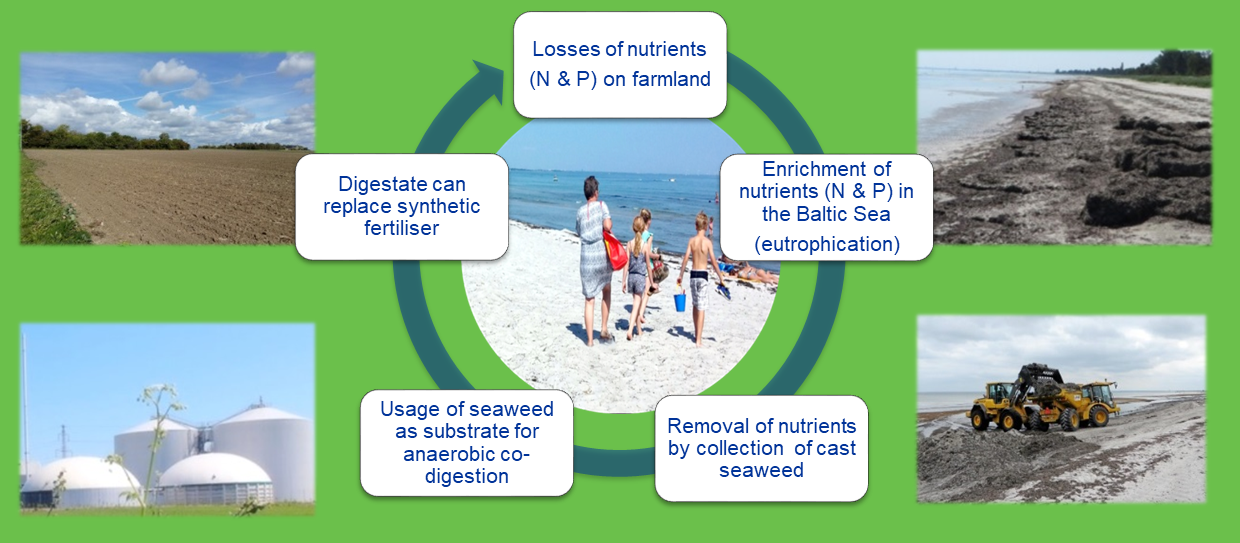 Losses of nutrients
(N & P) on farmland
Enrichment of
nutrients (N & P) in
the Baltic Sea
(eutrophication)
Removal of nutrients
by collection of cast
seaweed
Usage of seaweed
as substrate for
anaerobic co-
digestion
Digestate can
replace synthetic
fertiliser